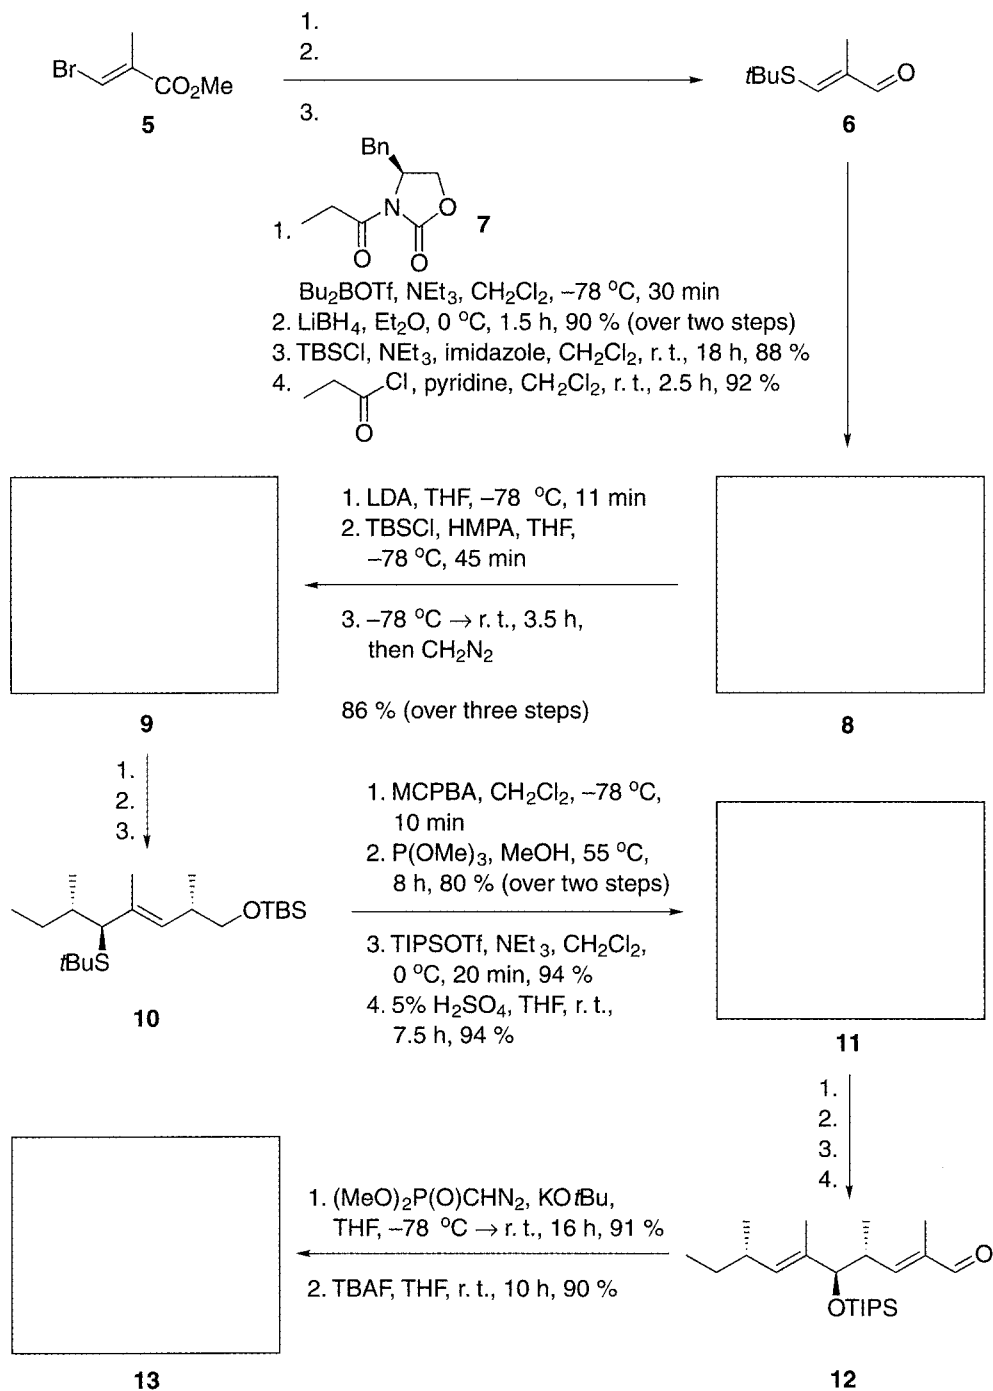 1.
2.
3.
Br
CO2Me
5
tBuS
O
6
Bn
1.
N
O
7
O
O
Bu2BOTf, NEt3, CH2Cl2, –78 °C, 30 min
2. LiBH4, Et2O, 0 °C, 1.5 h, 90 % (over two steps)
3. TBSCl, NEt3, imidazole, CH2Cl2, r. t., 18 h, 88 %
4. Cl, pyridine, CH2Cl2, r. t., 2.5 h, 92 %
O
1. LDA, THF, –78 °C, 11 min
2. TBSCl, HMPA, THF,
–78 °C, 45 min
3. –78 °C → r. t., 3.5 h,
then CH2N2
86 % (over three steps)
9
8
1.
2.
3.
OTBS
tBuS
10
1. MCPBA, CH2Cl2, –78 °C,
10 min
2. P(OMe)3, MeOH, 55 °C,
8 h, 80 % (over two steps)
3. TIPSOTf, NEt3, CH2Cl2,
0 °C, 20 min, 94 %
4. 5% H2SO4, THF, r. t.,
7.5 h, 94 %
11
1.
2.
3.
4.
1. (MeO)2P(O)CHN2, KOtBu,
THF, –78 °C → r. t., 16 h, 91 %
2. TBAF, THF, r. t., 10 h, 90 %
O
OTIPS
13
12